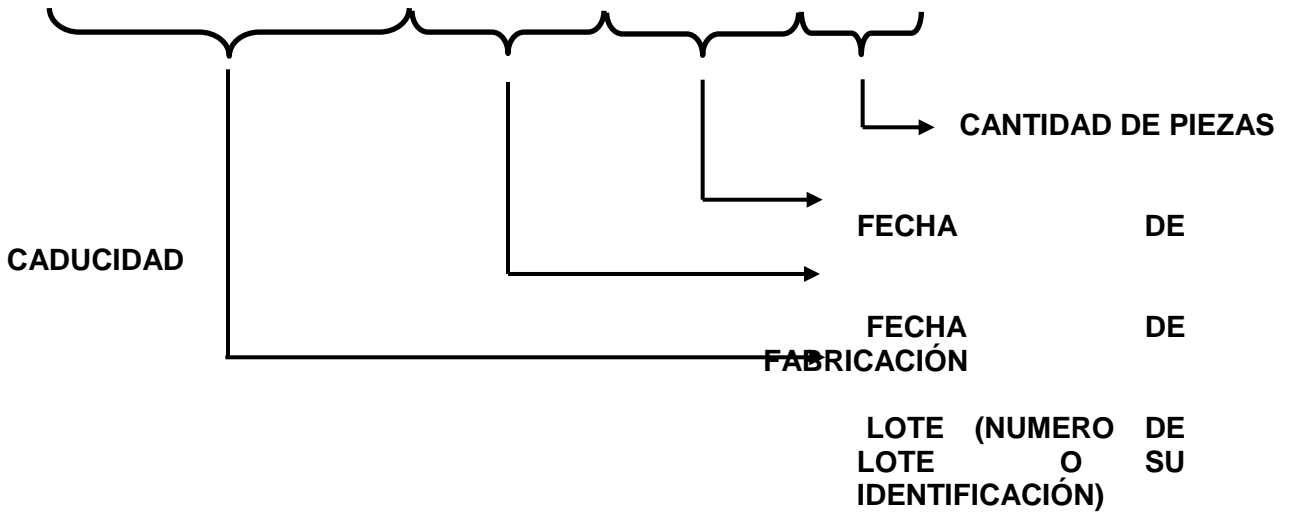 CANTIDAD DE PIEZAS
FECHA DE
CADUCIDAD
FECHA DE
FABRICACIÓN
LOTE (NUMERO DE
LOTE O SU
IDENTIFICACIÓN)